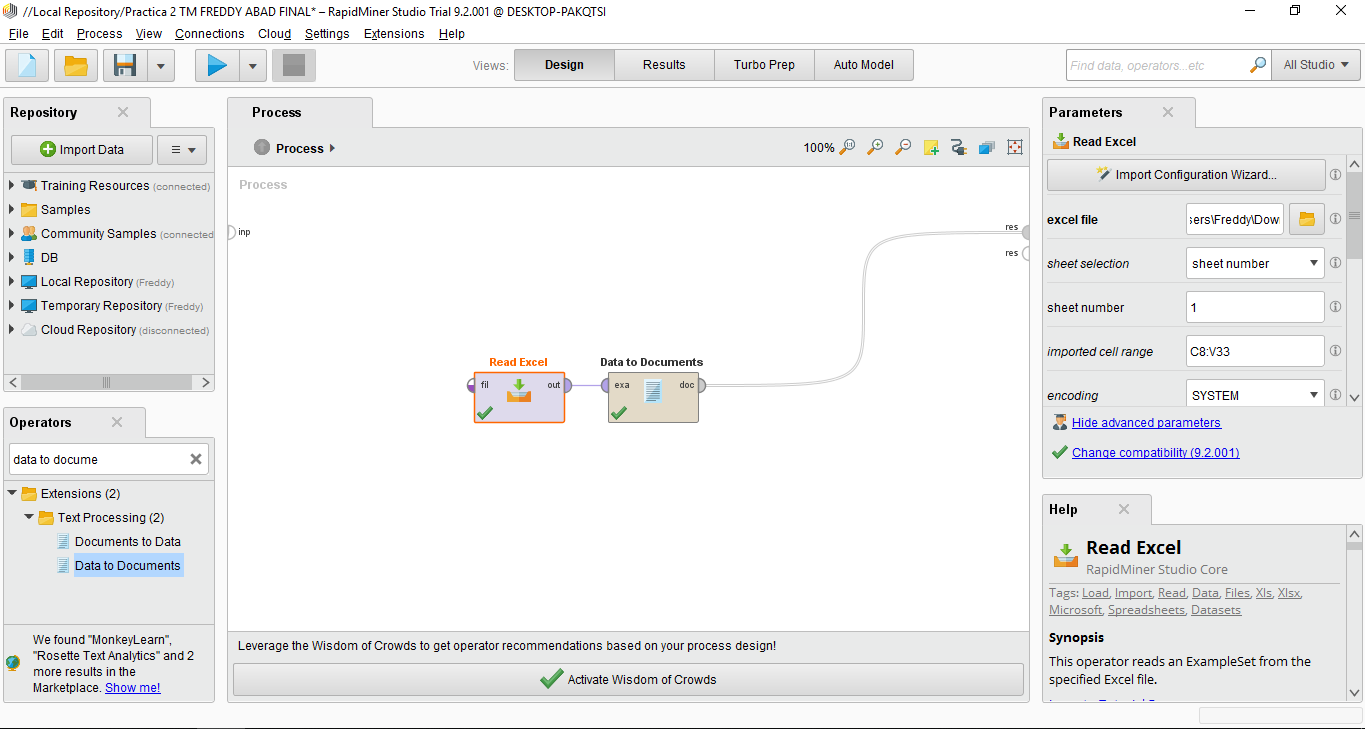 //Local Repository/Practica 2 TM FREDDY ABAD FINAL* – RapidMiner Studio Trial 9.2.001 @ DESKTOP-PAKQTSI
File Edit Process View Connections Cloud Settings Extensions Help
Views: Design Results Turbo Prep Auto Model
Find data, operators...etc
All Studio
Repository
Import Data
Training Resources (connected)
Samples
Community Samples (connected
DB
Local Repository (Freddy)
Temporary Repository (Freddy)
Cloud Repository (disconnected)
Operators
data to docume
Extensions (2)
Text Processing (2)
Documents to Data
Data to Documents
We found "MonkeyLearn",
"Rosette Text Analytics" and 2
more results in the
Marketplace. Show me!
Process
Process
100%
Process
inp
res
res
Read Excel
fil out
Data to Documents
exa doc
Leverage the Wisdom of Crowds to get operator recommendations based on your process design!
Activate Wisdom of Crowds
Parameters
Read Excel
Import Configuration Wizard...
excel file sers\Freddy\Dow
sheet selection sheet number
sheet number 1
imported cell range C8:V33
encoding SYSTEM
Hide advanced parameters
Change compatibility (9.2.001)
Help
Read Excel
RapidMiner Studio Core
Tags: Load, Import, Read, Data, Files, Xls, Xlsx,
Microsoft, Spreadsheets, Datasets
Synopsis
This operator reads an ExampleSet from the
specified Excel file.